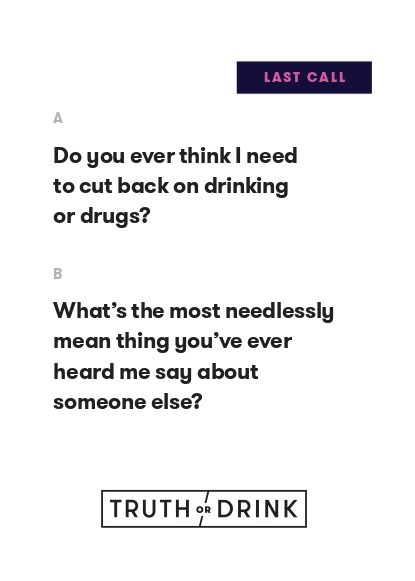 LAST CALL
A
Do you ever think I need
to cut back on drinking
or drugs?
B
What’s the most needlessly
mean thing you’ve ever
heard me say about
someone else?
TRUTH OR DRINK